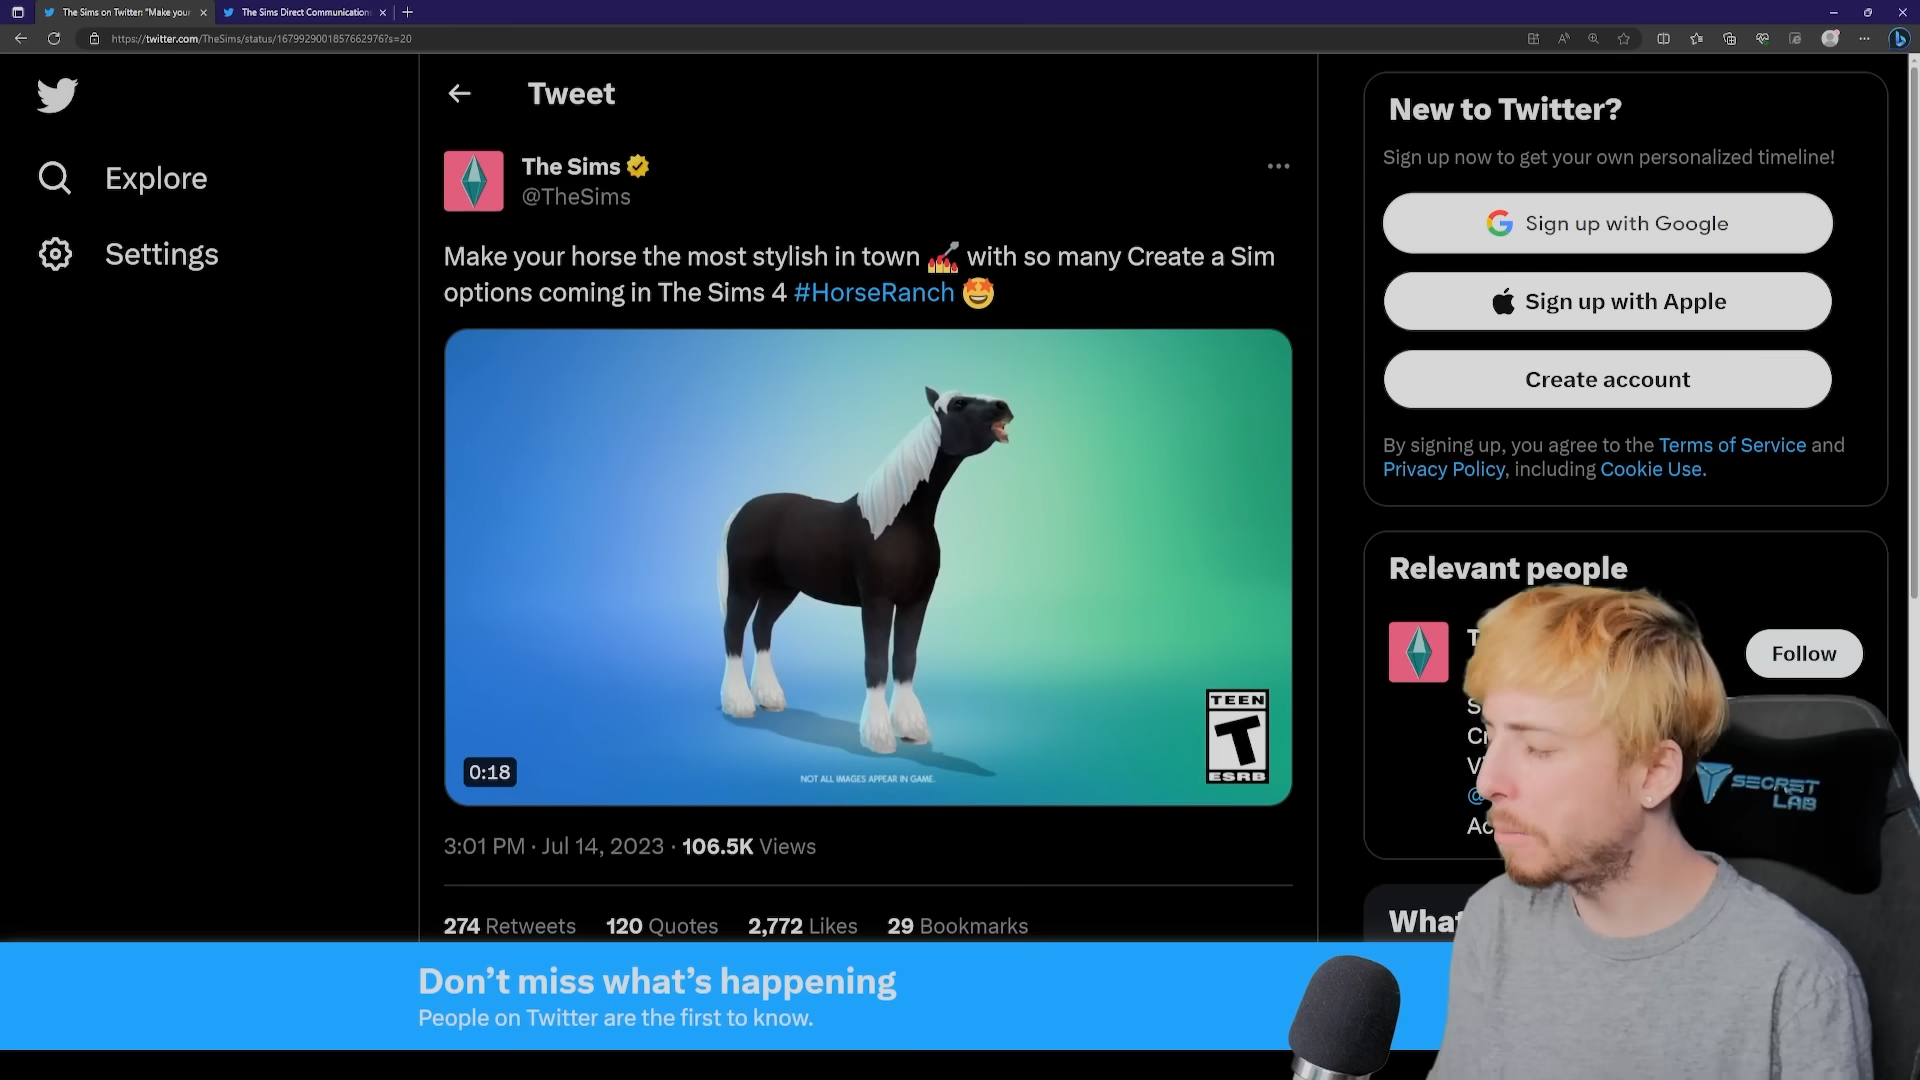 The Sims on Twitter: "Make your
The Sims Direct Communication
https://twitter.com/TheSims/status/1679929001857662976?s=20
Tweet
Explore
Settings
The Sims
@TheSims
Make your horse the most stylish in town 💅 with so many Create a Sim
options coming in The Sims 4 #HorseRanch 🤩
TEEN
T
ESRB
0:18
NOT ALL IMAGES APPEAR IN GAME.
3:01 PM · Jul 14, 2023 · 106.5K Views
274 Retweets 120 Quotes 2,772 Likes 29 Bookmarks
Don’t miss what’s happening
People on Twitter are the first to know.
New to Twitter?
Sign up now to get your own personalized timeline!
Sign up with Google
Sign up with Apple
Create account
By signing up, you agree to the Terms of Service and
Privacy Policy, including Cookie Use.
Relevant people
Follow
SECRET
LAB